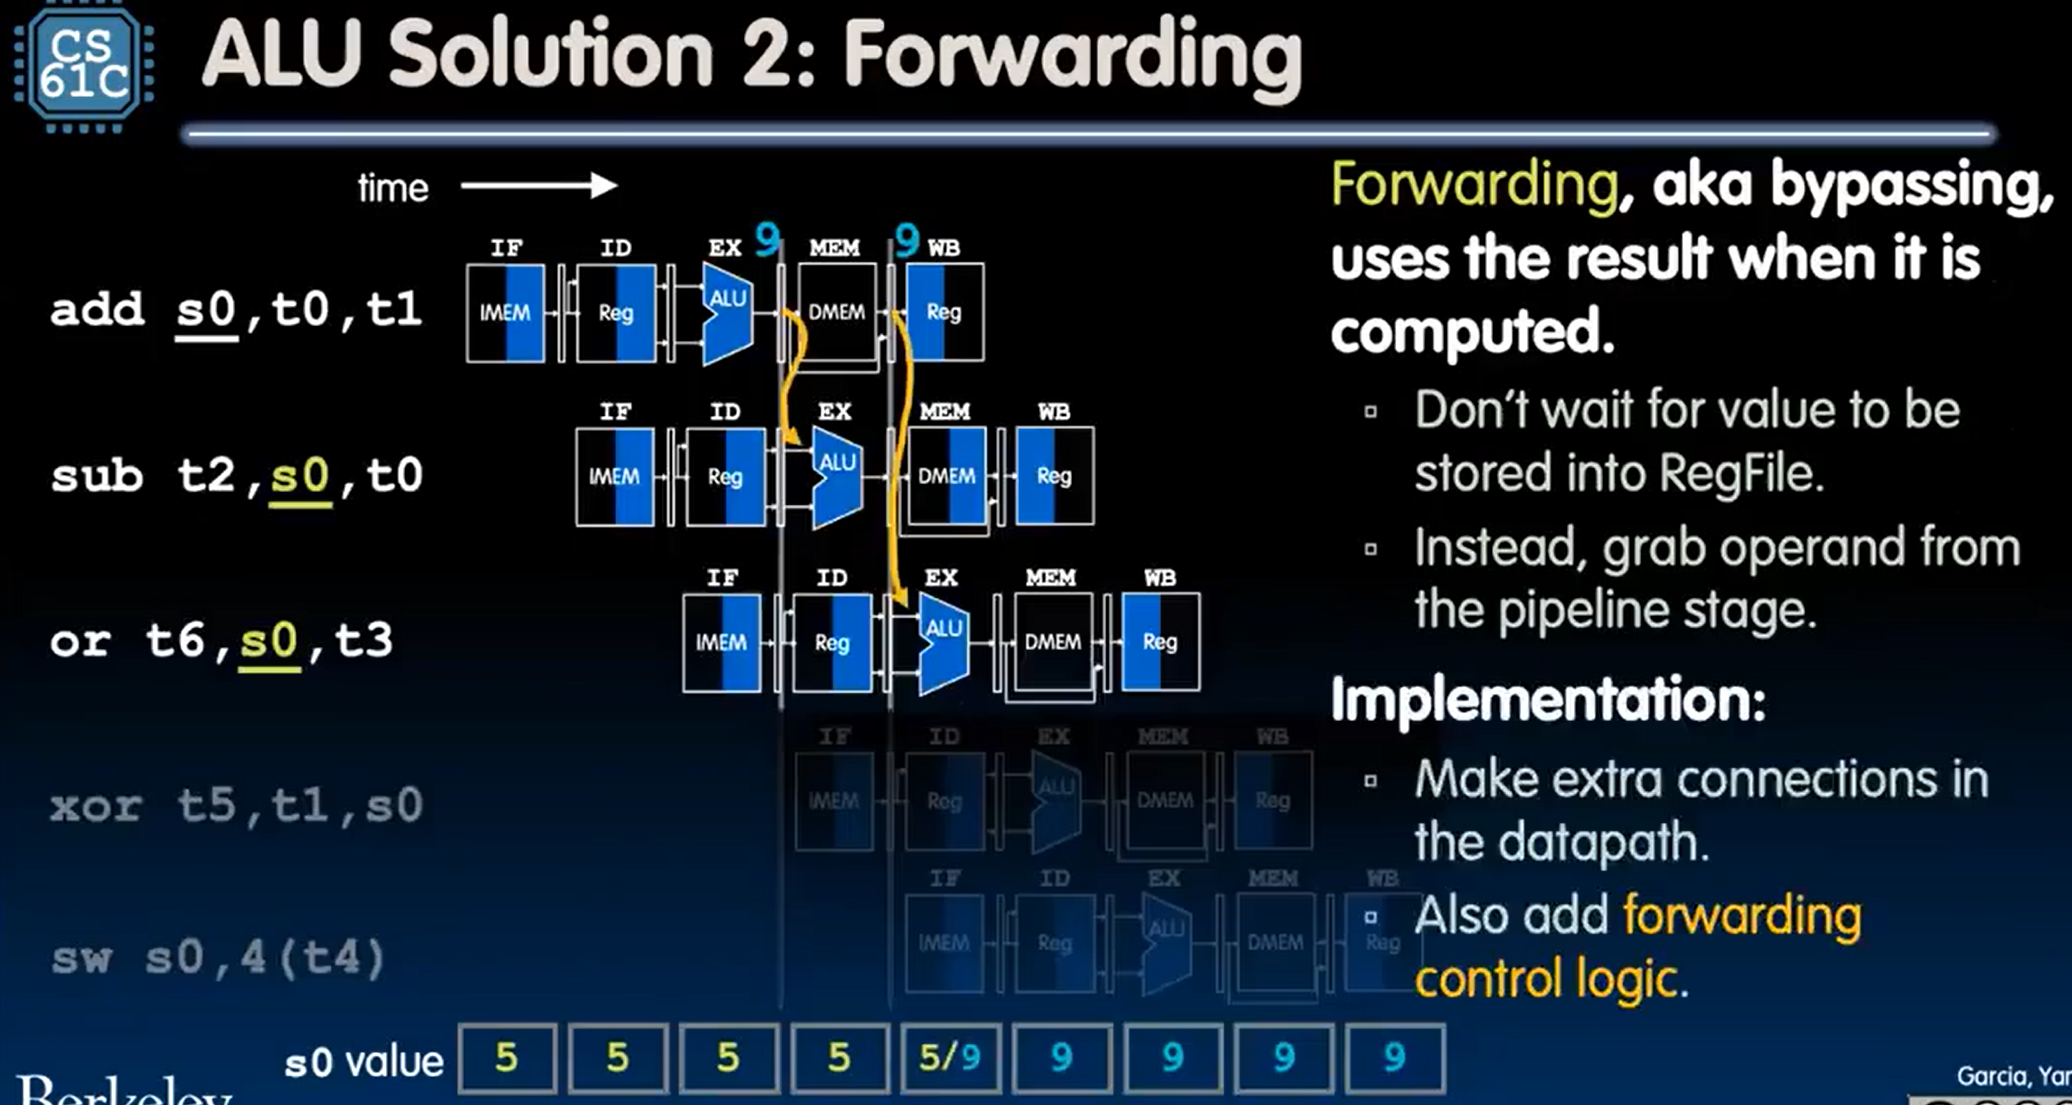 CS
61C
ALU Solution 2: Forwarding
time
9 9
IF ID EX MEM WB
add s0,t0,t1
IMEM Reg ALU DMEM Reg
IF ID EX MEM WB
sub t2,s0,t0
IMEM Reg ALU DMEM Reg
IF ID EX MEM WB
or t6,s0,t3
IMEM Reg ALU DMEM Reg
IF ID EX MEM WB
xor t5,t1,s0
IMEM Reg ALU DMEM Reg
IF ID EX MEM WB
sw s0,4(t4)
IMEM Reg ALU DMEM Reg
s0 value 5 5 5 5 5/9 9 9 9 9
Forwarding, aka bypassing,
uses the result when it is
computed.
Don't wait for value to be
stored into RegFile.
Instead, grab operand from
the pipeline stage.
Implementation:
Make extra connections in
the datapath.
Also add forwarding
control logic.
Berkeley
Garcia,